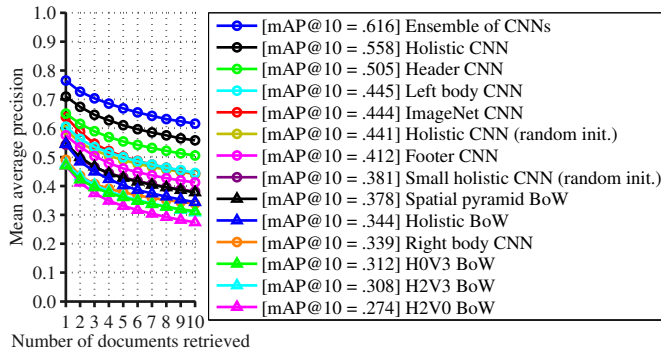 Mean average precision
1.0
0.9
0.8
0.7
0.6
0.5
0.4
0.3
0.2
0.1
0.0
1 2 3 4 5 6 7 8 9 10
Number of documents retrieved
[mAP@10 = .616] Ensemble of CNNs
[mAP@10 = .558] Holistic CNN
[mAP@10 = .505] Header CNN
[mAP@10 = .445] Left body CNN
[mAP@10 = .444] ImageNet CNN
[mAP@10 = .441] Holistic CNN (random init.)
[mAP@10 = .412] Footer CNN
[mAP@10 = .381] Small holistic CNN (random init.)
[mAP@10 = .378] Spatial pyramid BoW
[mAP@10 = .344] Holistic BoW
[mAP@10 = .339] Right body CNN
[mAP@10 = .312] H0V3 BoW
[mAP@10 = .308] H2V3 BoW
[mAP@10 = .274] H2V0 BoW